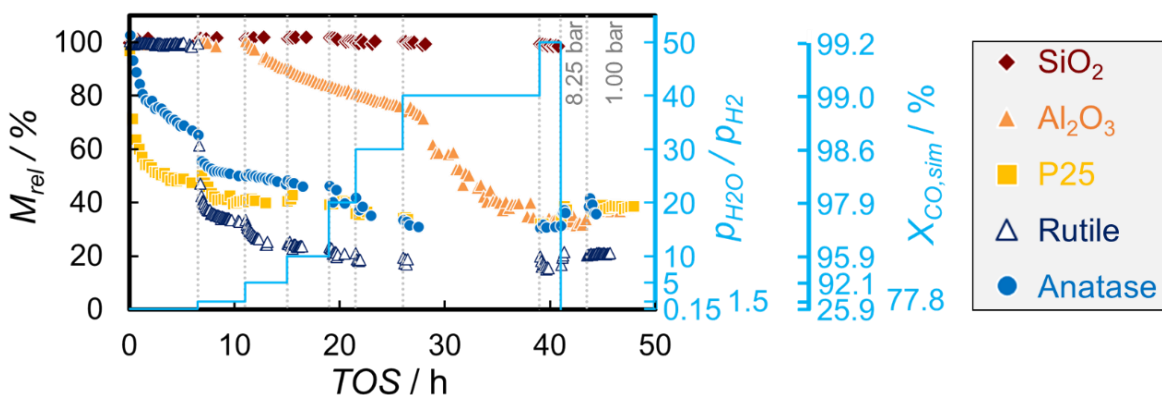 M_rel / %
100
80
60
40
20
0
0
10
20
30
40
50
TOS / h
8.25 bar
1.00 bar
50
40
30
20
10
5
0.15
1.5
p_H2O / p_H2
99.2
99.0
98.6
97.9
95.9
92.1
25.9
77.8
X_CO,sim / %
SiO₂
Al₂O₃
P25
Rutile
Anatase